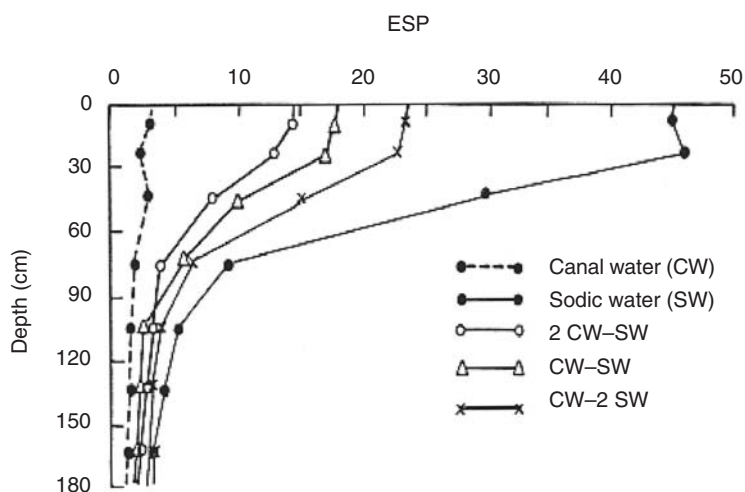 ESP
0 10 20 30 40 50
0
30
60
90
120
150
180
Depth (cm)
Canal water (CW)
Sodic water (SW)
2 CW–SW
CW–SW
CW–2 SW